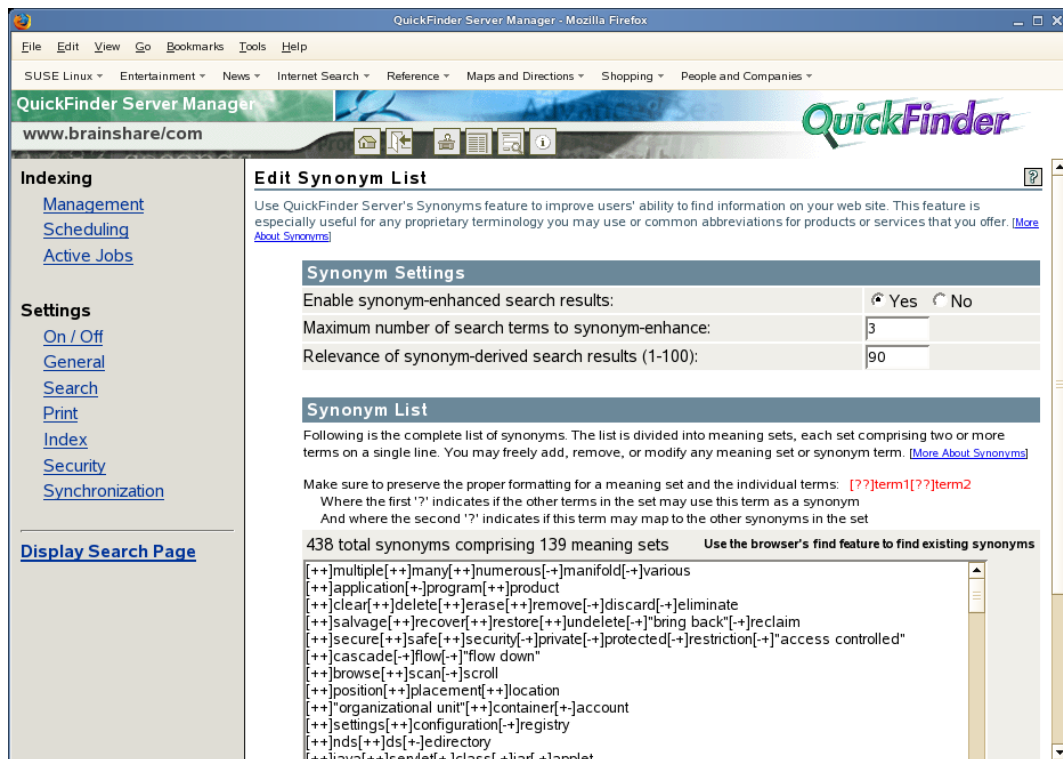 QuickFinder Server Manager - Mozilla Firefox
File Edit View Go Bookmarks Tools Help
SUSE Linux Entertainment News Internet Search Reference Maps and Directions Shopping People and Companies
QuickFinder Server Manager
www.brainshare/com
QuickFinder
Indexing
Management
Scheduling
Active Jobs
Settings
On / Off
General
Search
Print
Index
Security
Synchronization
Display Search Page
Edit Synonym List
Use QuickFinder Server's Synonyms feature to improve users' ability to find information on your web site. This feature is
especially useful for any proprietary terminology you may use or common abbreviations for products or services that you offer. [More
About Synonyms]
Synonym Settings
Enable synonym-enhanced search results: Yes No
Maximum number of search terms to synonym-enhance: 3
Relevance of synonym-derived search results (1-100): 90
Synonym List
Following is the complete list of synonyms. The list is divided into meaning sets, each set comprising two or more
terms on a single line. You may freely add, remove, or modify any meaning set or synonym term. [More About Synonyms]
Make sure to preserve the proper formatting for a meaning set and the individual terms: [??]term1[??]term2
Where the first '?' indicates if the other terms in the set may use this term as a synonym
And where the second '?' indicates if this term may map to the other synonyms in the set
438 total synonyms comprising 139 meaning sets Use the browser's find feature to find existing synonyms
[++]multiple[++]many[++]numerous[-+]manifold[-+]various
[++]application[+-]program[++]product
[++]clear[++]delete[++]erase[++]remove[-+]discard[-+]eliminate
[++]salvage[++]recover[++]restore[++]undelete[-+]"bring back"[-+]reclaim
[++]secure[++]safe[++]security[-+]private[-+]protected[-+]restriction[-+]"access controlled"
[++]cascade[-+]flow[-+]"flow down"
[++]browse[++]scan[-+]scroll
[++]position[++]placement[++]location
[++]"organizational unit"[++]container[+-]account
[++]settings[++]configuration[-+]registry
[++]nds[++]ds[+-]edirectory